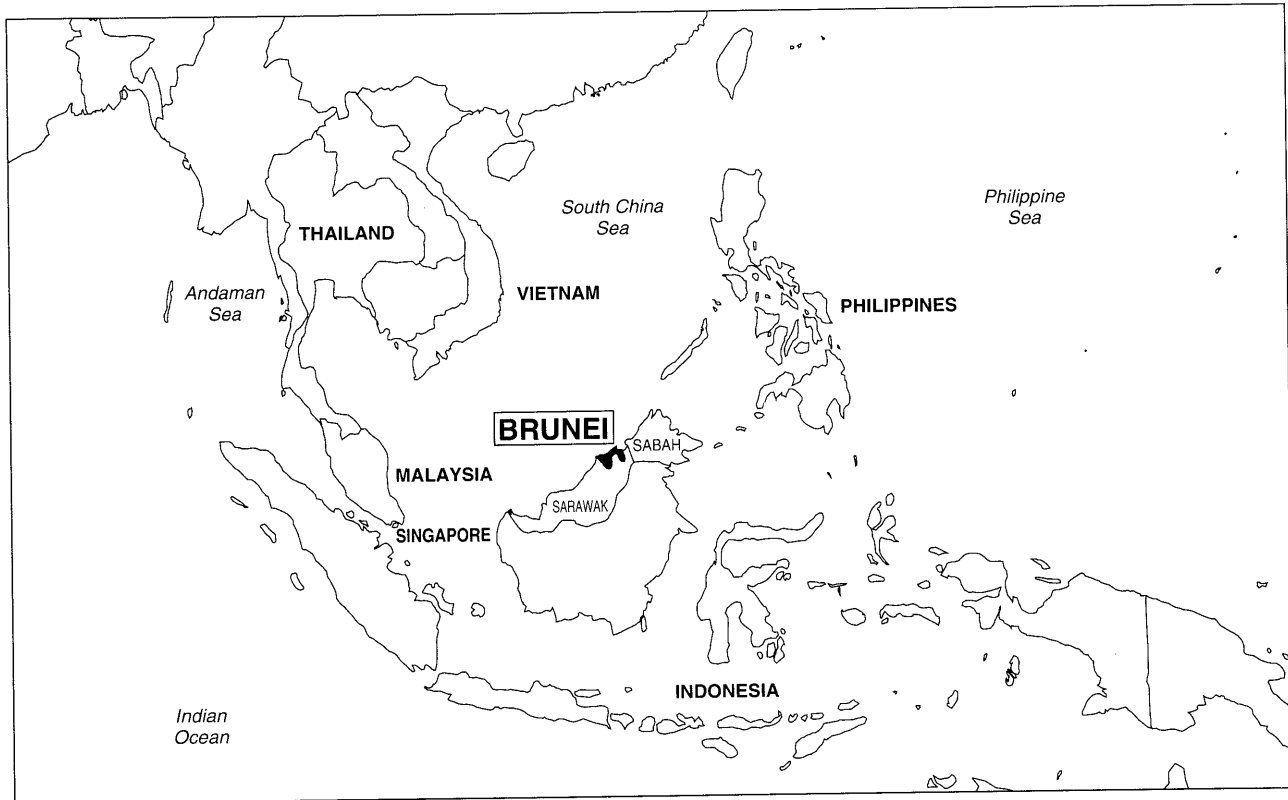 South China
Sea
Philippine
Sea
THAILAND
Andaman
Sea
VIETNAM
PHILIPPINES
BRUNEI
SABAH
MALAYSIA
SARAWAK
SINGAPORE
INDONESIA
Indian
Ocean